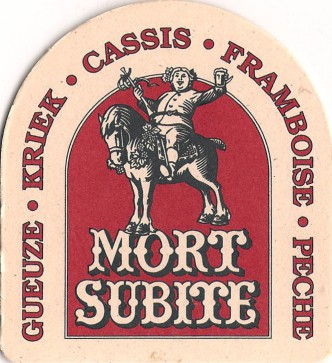 GUEUZE • KRIEK • CASSIS • FRAMBOISE • PECHE
MORT
SUBITE